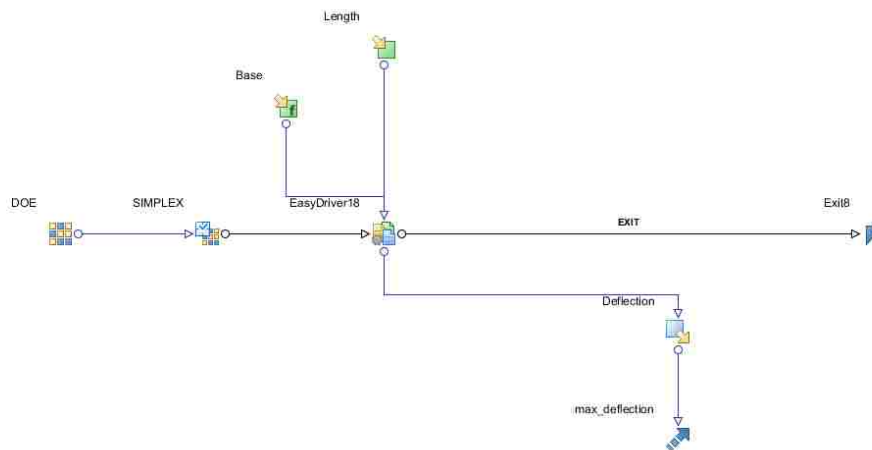 Length
Base
f
DOE
SIMPLEX
EasyDriver18
EXIT
Exit8
Deflection
max_deflection